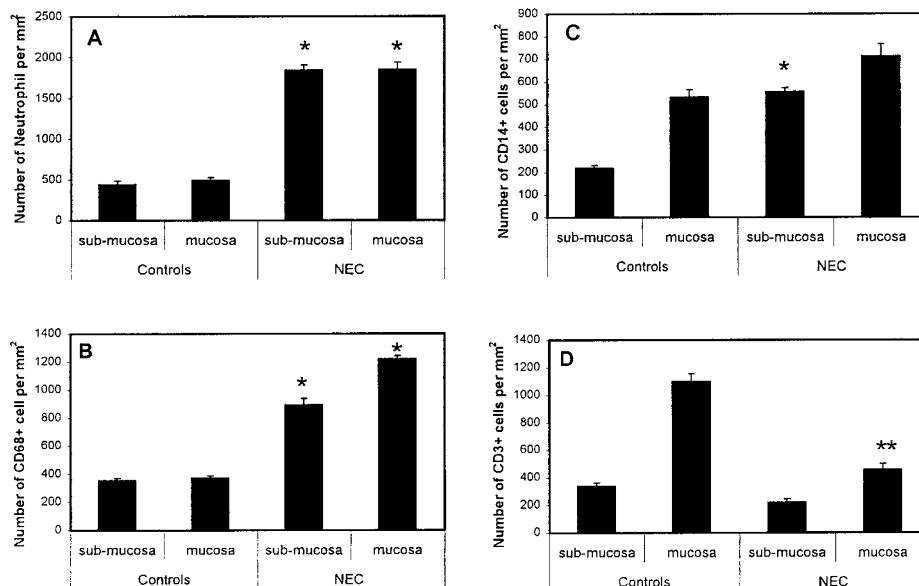 A
Number of Neutrophil per mm²
2500
2000
1500
1000
500
0
* *
sub-mucosa mucosa sub-mucosa mucosa
Controls NEC
C
Number of CD14+ cells per mm²
900
800
700
600
500
400
300
200
100
0
*
sub-mucosa mucosa sub-mucosa mucosa
Controls NEC
B
Number of CD68+ cell per mm²
1400
1200
1000
800
600
400
200
0
* *
sub-mucosa mucosa sub-mucosa mucosa
Controls NEC
D
Number of CD3+ cells per mm²
1400
1200
1000
800
600
400
200
0
**
sub-mucosa mucosa sub-mucosa mucosa
Controls NEC